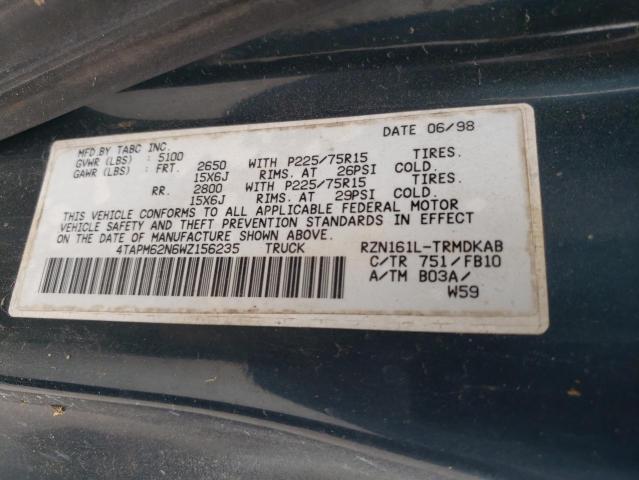 DATE 06/98
MFD.BY TABC INC.
GVWR (LBS) : 5100
GAWR (LBS) : FRT. 2650 WITH P225/75R15 TIRES.
15X6J RIMS. AT 26PSI COLD.
RR. 2800 WITH P225/75R15 TIRES.
15X6J RIMS. AT 29PSI COLD.
THIS VEHICLE CONFORMS TO ALL APPLICABLE FEDERAL MOTOR
VEHICLE SAFETY AND THEFT PREVENTION STANDARDS IN EFFECT
ON THE DATE OF MANUFACTURE SHOWN ABOVE.
4TAPM62N6WZ156235 TRUCK RZN161L-TRMDKAB
C/TR 751/FB10
A/TM B03A/
W59